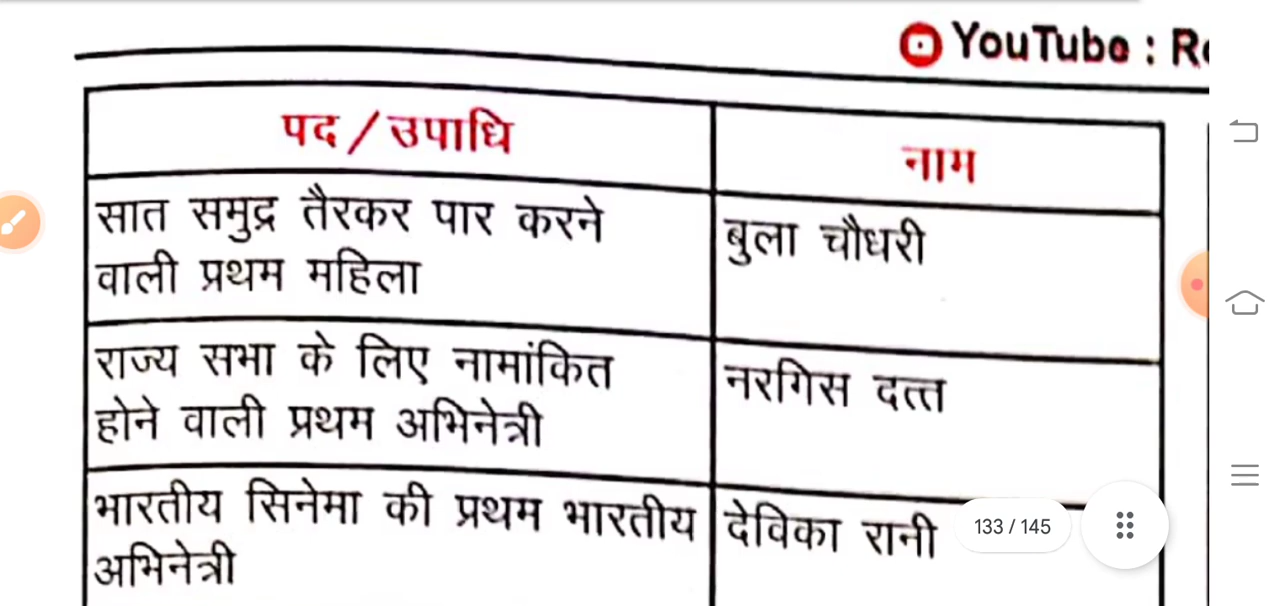 YouTube : R
पद / उपाधि
नाम
सात समुद्र तैरकर पार करने
वाली प्रथम महिला
बुला चौधरी
राज्य सभा के लिए नामांकित
होने वाली प्रथम अभिनेत्री
नरगिस दत्त
भारतीय सिनेमा की प्रथम भारतीय
अभिनेत्री
देविका रानी
133 / 145